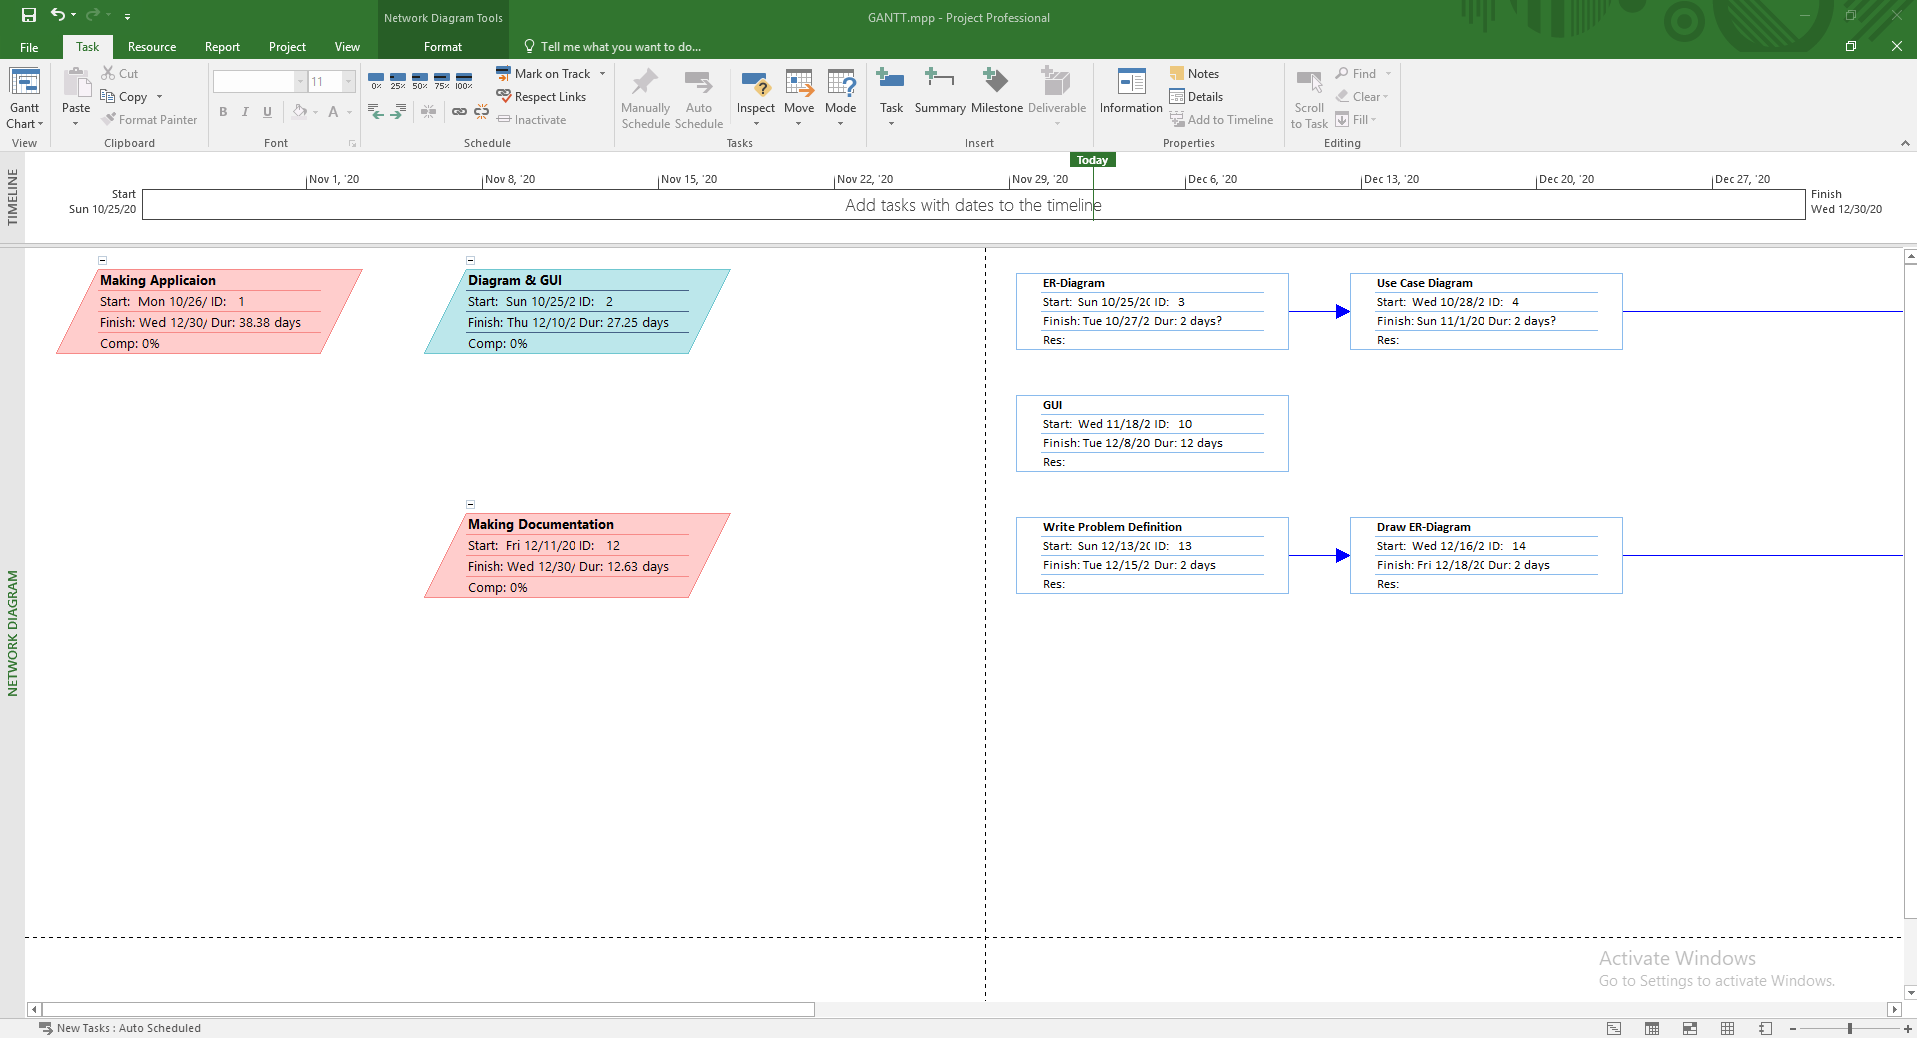 Network Diagram Tools
GANTT.mpp - Project Professional
File Task Resource Report Project View Format Tell me what you want to do...
Gantt Chart
Paste
Cut
Copy
Format Painter
11
B I U A
0% 25% 50% 75% 100%
Mark on Track
Respect Links
Inactivate
Manually Schedule
Auto Schedule
Inspect
Move
Mode
Task
Summary
Milestone
Deliverable
Information
Notes
Details
Add to Timeline
Scroll to Task
Find
Clear
Fill
View Clipboard Font Schedule Tasks Insert Properties Editing
TIMELINE
Today
Nov 1, '20 Nov 8, '20 Nov 15, '20 Nov 22, '20 Nov 29, '20 Dec 6, '20 Dec 13, '20 Dec 20, '20 Dec 27, '20
Start
Sun 10/25/20
Add tasks with dates to the timeline
Finish
Wed 12/30/20
NETWORK DIAGRAM
Making Applicaion
Start: Mon 10/26/ ID: 1
Finish: Wed 12/30/ Dur: 38.38 days
Comp: 0%
Diagram & GUI
Start: Sun 10/25/2 ID: 2
Finish: Thu 12/10/2 Dur: 27.25 days
Comp: 0%
ER-Diagram
Start: Sun 10/25/20 ID: 3
Finish: Tue 10/27/2 Dur: 2 days?
Res:
Use Case Diagram
Start: Wed 10/28/2 ID: 4
Finish: Sun 11/1/20 Dur: 2 days?
Res:
GUI
Start: Wed 11/18/2 ID: 10
Finish: Tue 12/8/20 Dur: 12 days
Res:
Making Documentation
Start: Fri 12/11/20 ID: 12
Finish: Wed 12/30/ Dur: 12.63 days
Comp: 0%
Write Problem Definition
Start: Sun 12/13/20 ID: 13
Finish: Tue 12/15/2 Dur: 2 days
Res:
Draw ER-Diagram
Start: Wed 12/16/2 ID: 14
Finish: Fri 12/18/20 Dur: 2 days
Res:
Activate Windows
Go to Settings to activate Windows.
New Tasks : Auto Scheduled